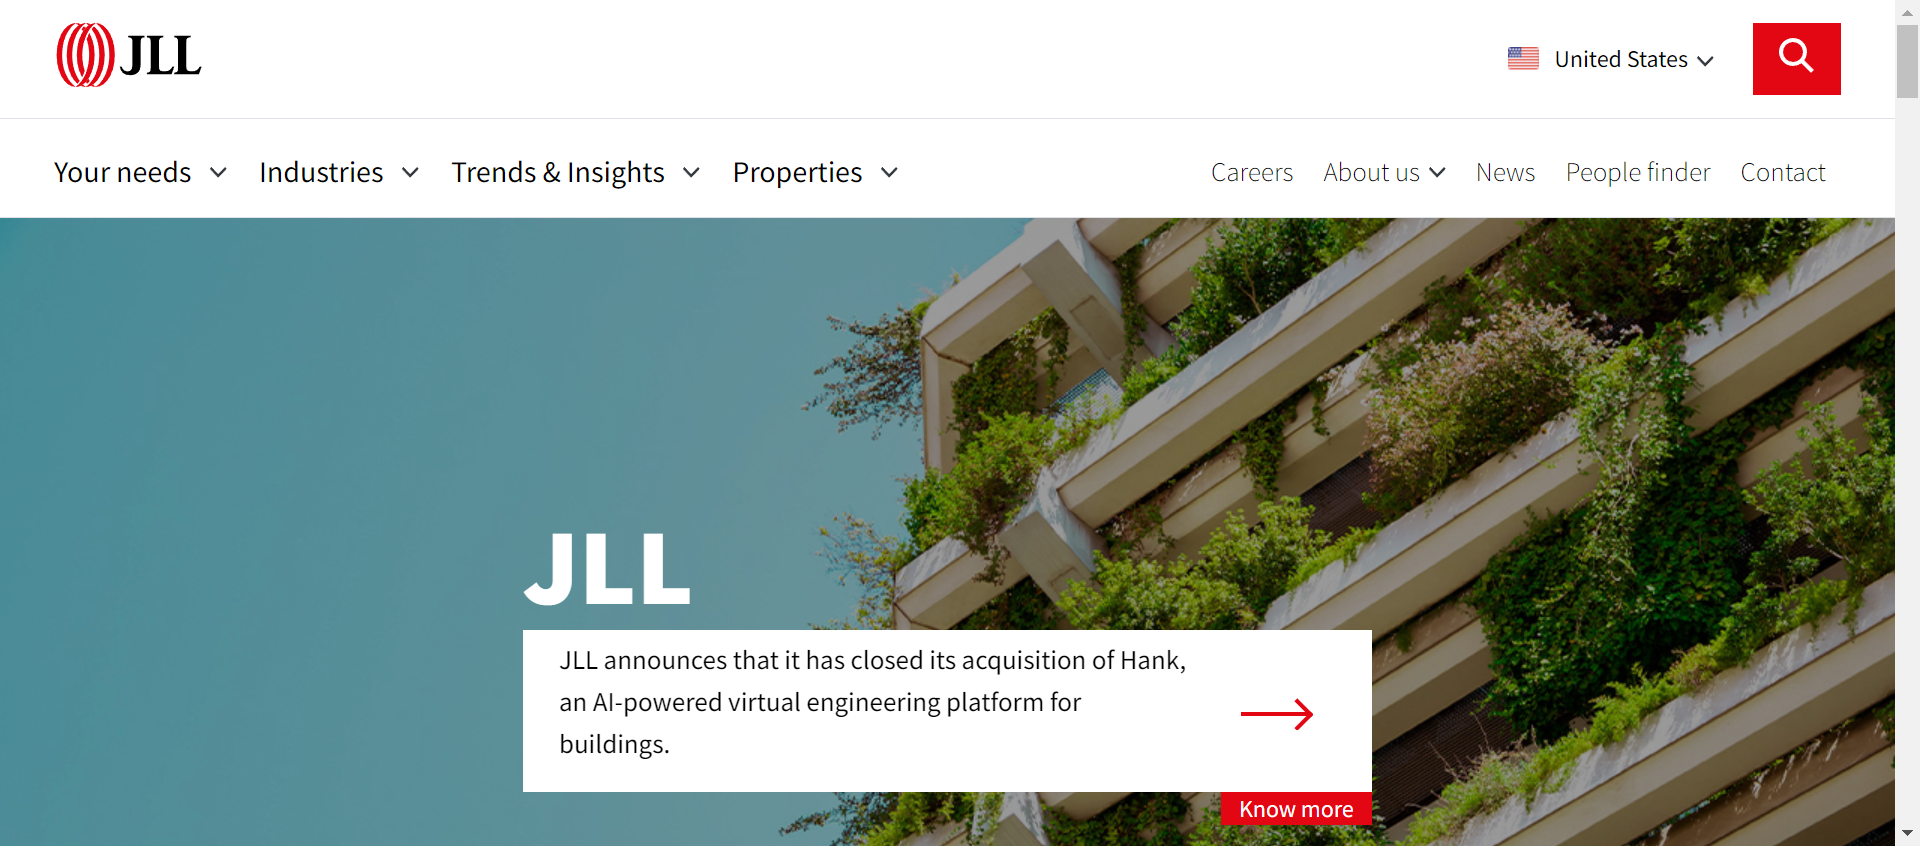 JLL
United States
Your needs
Industries
Trends & Insights
Properties
Careers
About us
News
People finder
Contact
JLL
JLL announces that it has closed its acquisition of Hank,
an AI-powered virtual engineering platform for
buildings.
Know more